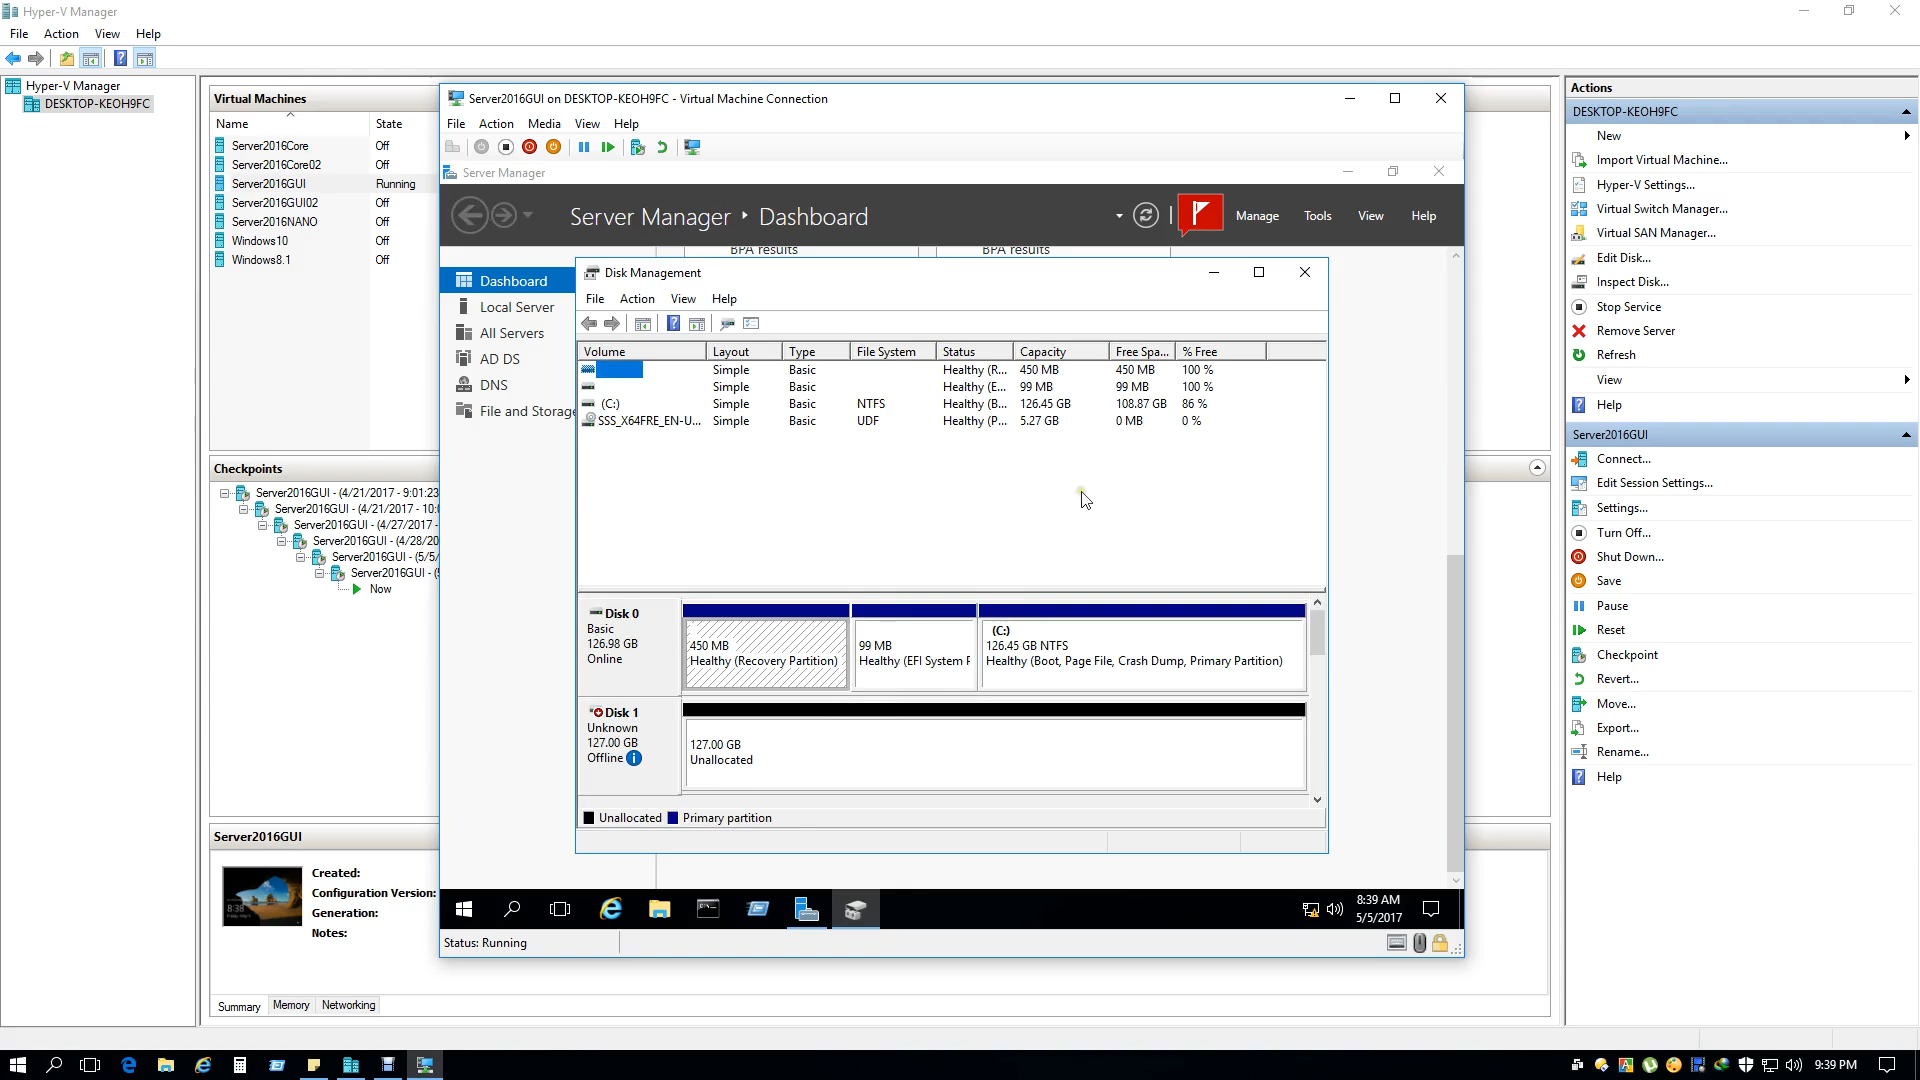 Hyper-V Manager
File Action View Help
Hyper-V Manager
DESKTOP-KEOH9FC
Virtual Machines
Name State
Server2016Core Off
Server2016Core02 Off
Server2016GUI Running
Server2016GUI02 Off
Server2016NANO Off
Windows10 Off
Windows8.1 Off
Checkpoints
Server2016GUI - (4/21/2017 - 9:01:23
Server2016GUI - (4/21/2017 - 10:
Server2016GUI - (4/27/2017 -
Server2016GUI - (4/28/20
Server2016GUI - (5/5/
Server2016GUI - (
Now
Server2016GUI
Created:
Configuration Version:
Generation:
Notes:
Summary Memory Networking
Server2016GUI on DESKTOP-KEOH9FC - Virtual Machine Connection
File Action Media View Help
Server Manager
Server Manager Dashboard
Manage Tools View Help
BPA results BPA results
Dashboard
Local Server
All Servers
AD DS
DNS
File and Storage
Disk Management
File Action View Help
Volume Layout Type File System Status Capacity Free Spa... % Free
Simple Basic Healthy (R... 450 MB 450 MB 100 %
Simple Basic Healthy (E... 99 MB 99 MB 100 %
(C:) Simple Basic NTFS Healthy (B... 126.45 GB 108.87 GB 86 %
SSS_X64FRE_EN-U... Simple Basic UDF Healthy (P... 5.27 GB 0 MB 0 %
Disk 0
Basic
126.98 GB
Online
450 MB
Healthy (Recovery Partition)
99 MB
Healthy (EFI System P
(C:)
126.45 GB NTFS
Healthy (Boot, Page File, Crash Dump, Primary Partition)
Disk 1
Unknown
127.00 GB
Offline
127.00 GB
Unallocated
Unallocated Primary partition
8:39 AM
5/5/2017
Status: Running
Actions
DESKTOP-KEOH9FC
New
Import Virtual Machine...
Hyper-V Settings...
Virtual Switch Manager...
Virtual SAN Manager...
Edit Disk...
Inspect Disk...
Stop Service
Remove Server
Refresh
View
Help
Server2016GUI
Connect...
Edit Session Settings...
Settings...
Turn Off...
Shut Down...
Save
Pause
Reset
Checkpoint
Revert...
Move...
Export...
Rename...
Help
9:39 PM